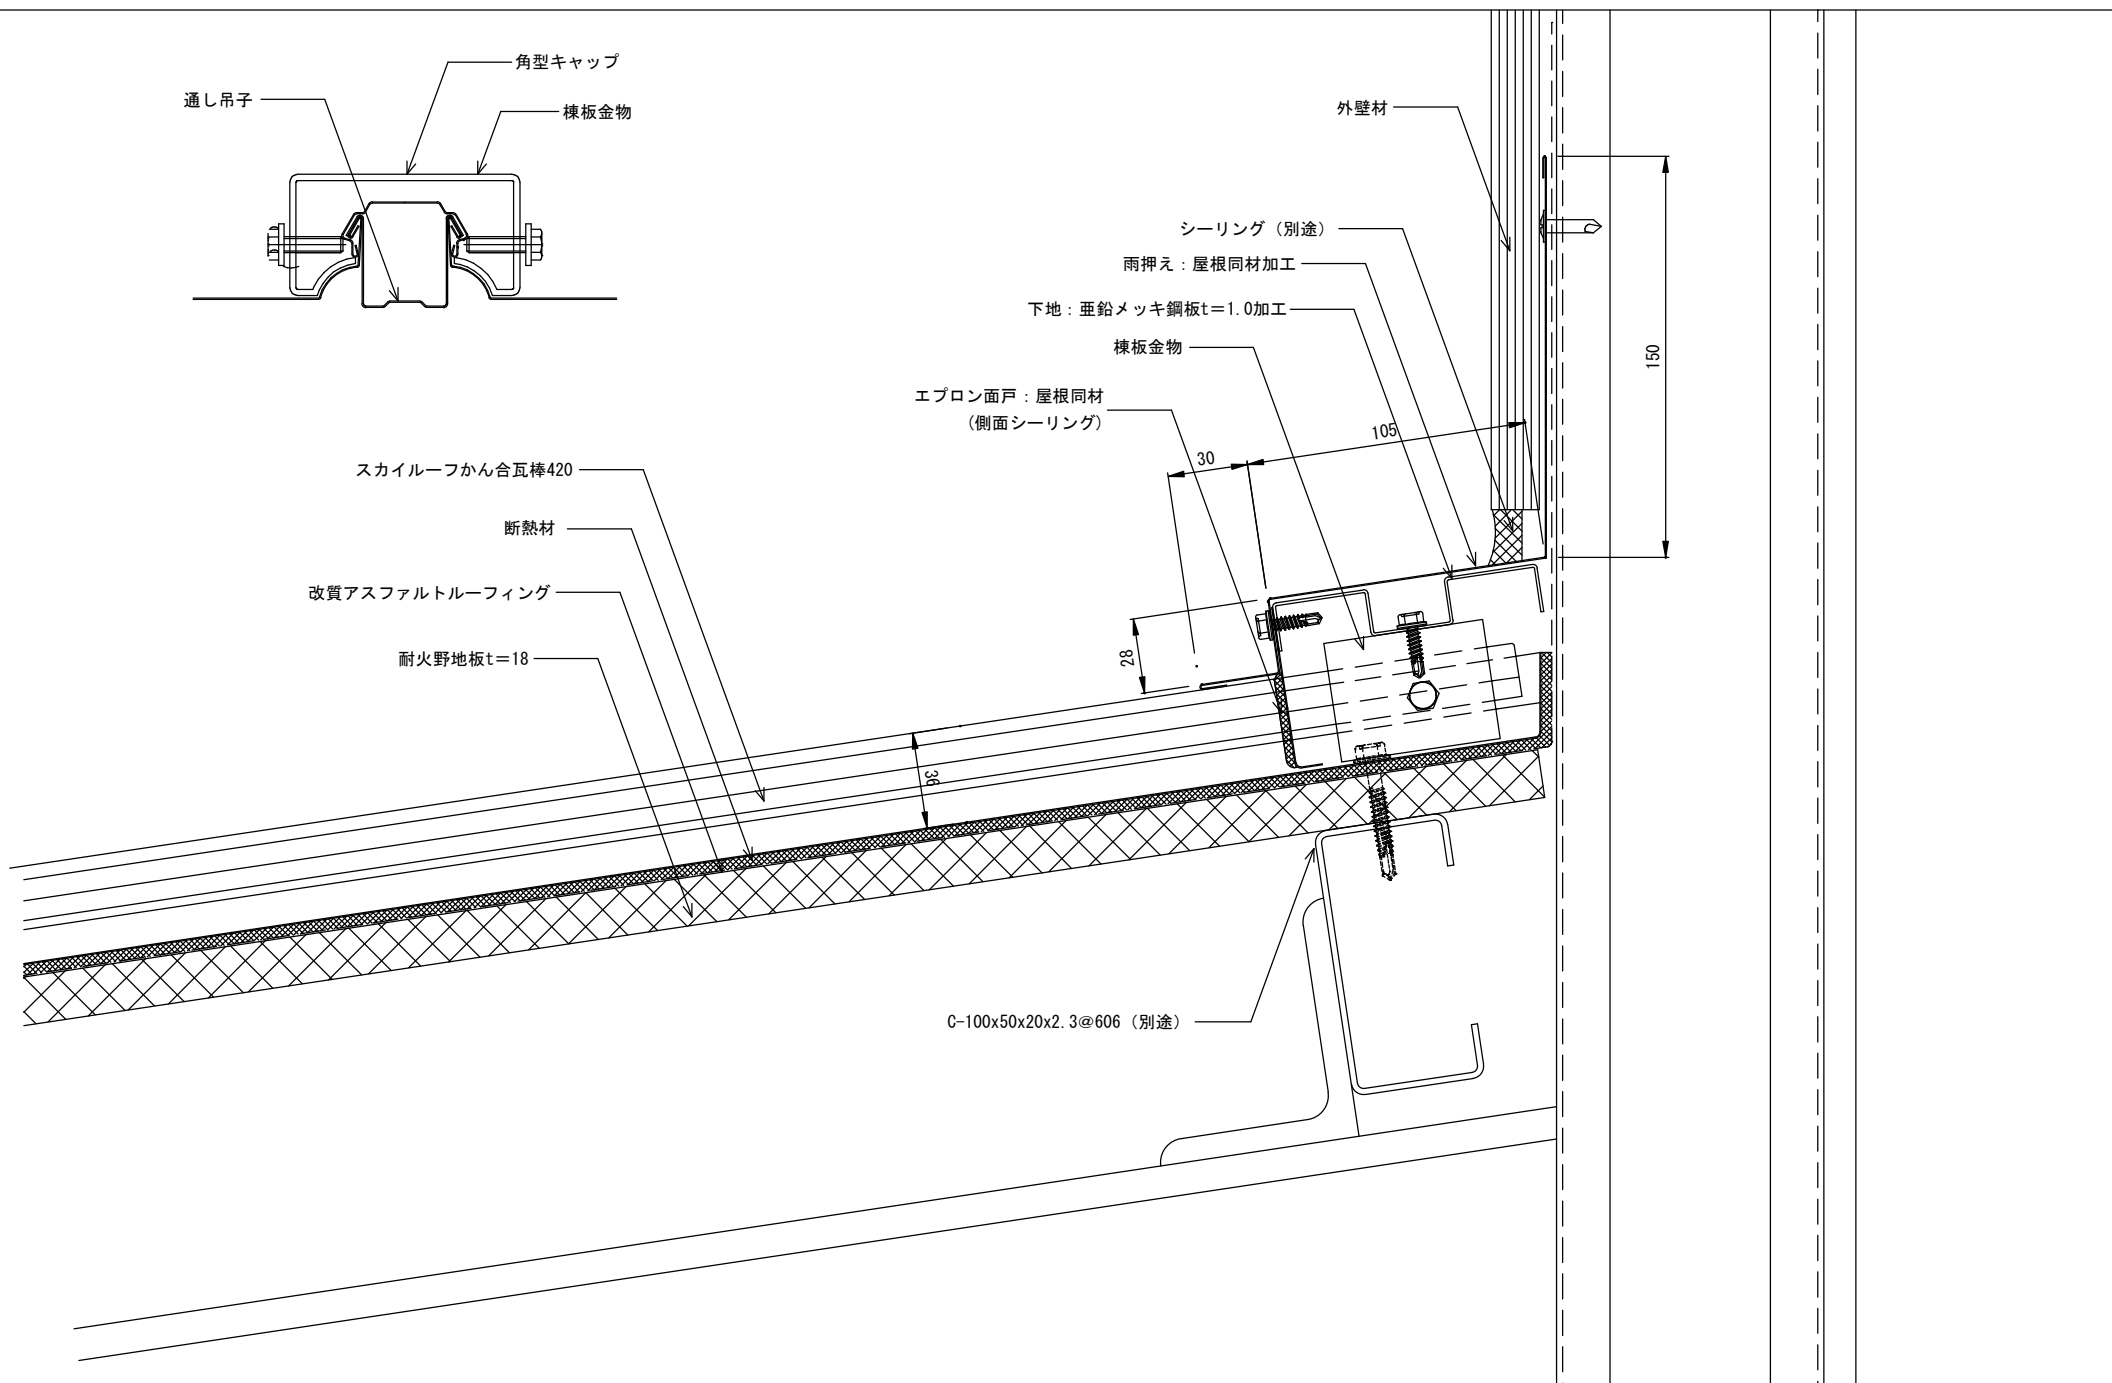 角型キャップ
通し吊子
棟板金物
外壁材
シーリング（別途）
雨押え：屋根同材加工
下地：亜鉛メッキ鋼板t＝1.0加工
棟板金物
エプロン面戸：屋根同材
(側面シーリング)
150
105
30
スカイルーフかん合瓦棒420
断熱材
改質アスファルトルーフィング
28
耐火野地板t＝18
36
C-100x50x20x2.3@606（別途）